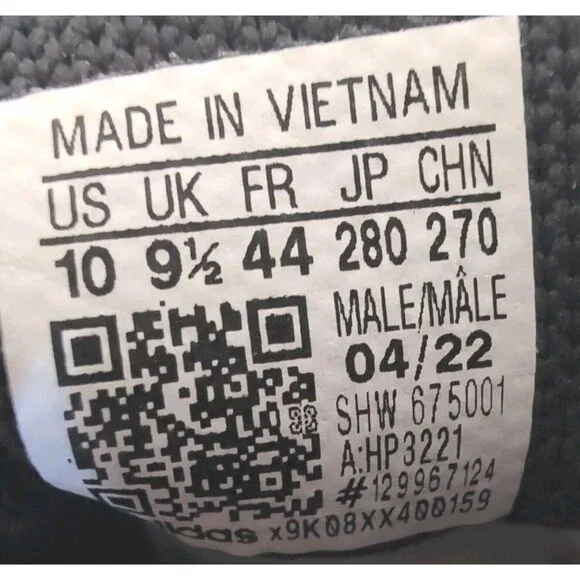 MADE IN VIETNAM
US UK FR JP CHN
10 9½ 44 280 270
MALE/MÂLE
04/22
SHW 675001
A:HP3221
#129967124
adidas x9K08XX400159